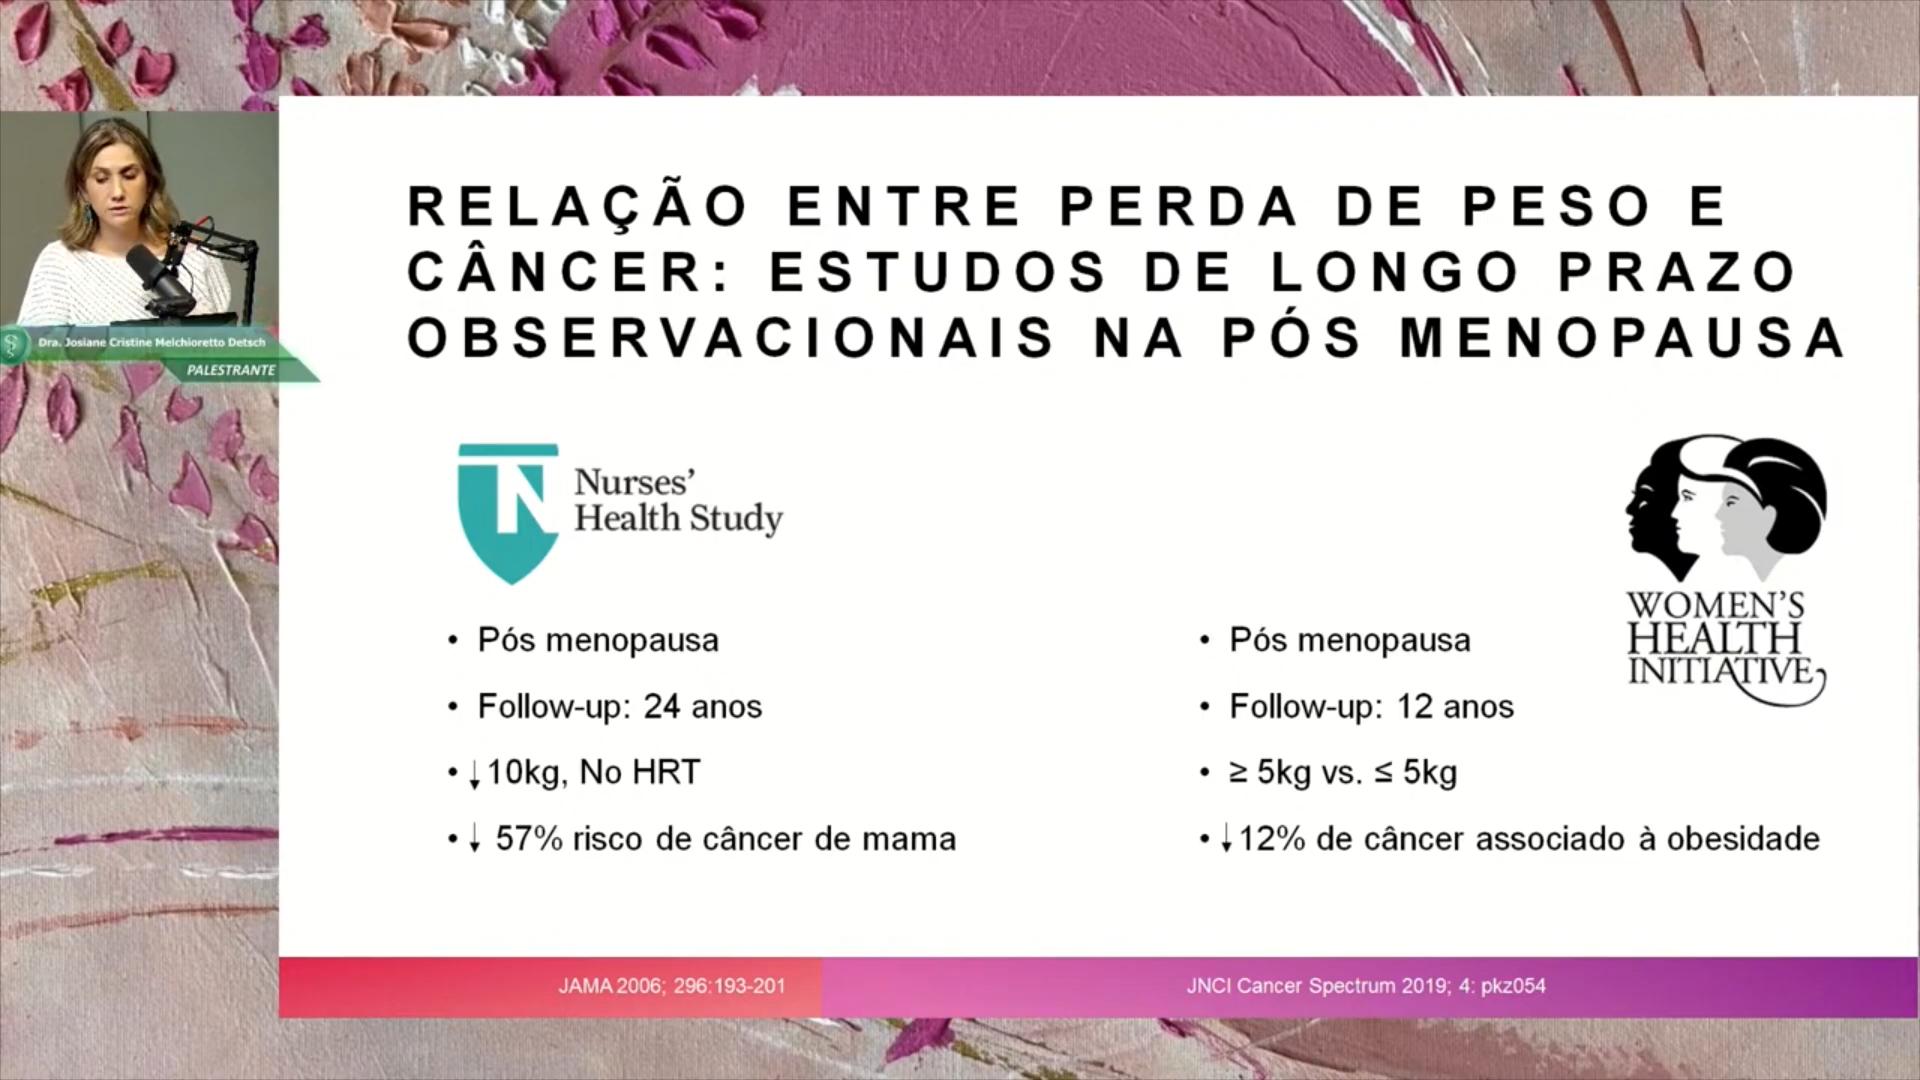 Dra. Josiane Cristine Melchioretto Detsch
PALESTRANTE
RELAÇÃO ENTRE PERDA DE PESO E
CÂNCER: ESTUDOS DE LONGO PRAZO
OBSERVACIONAIS NA PÓS MENOPAUSA
N
Nurses’
Health Study
• Pós menopausa
• Follow-up: 24 anos
• ↓10kg, No HRT
• ↓ 57% risco de câncer de mama
WOMEN'S
HEALTH
INITIATIVE
• Pós menopausa
• Follow-up: 12 anos
• ≥ 5kg vs. ≤ 5kg
• ↓12% de câncer associado à obesidade
JAMA 2006; 296:193-201
JNCI Cancer Spectrum 2019; 4: pkz054